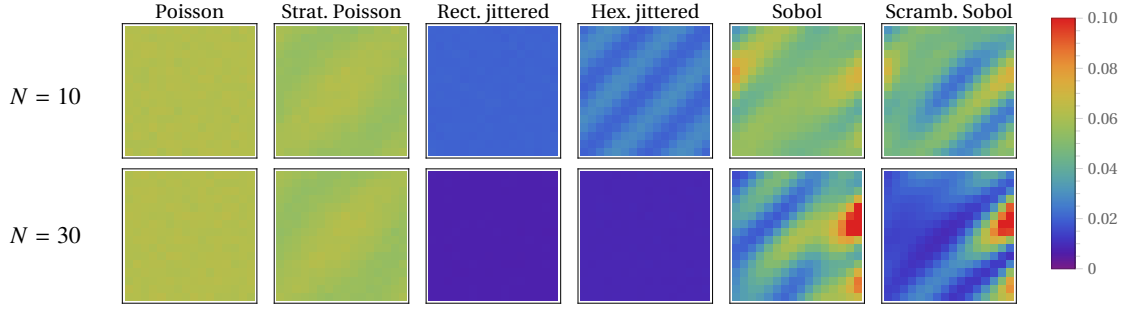 Poisson Strat. Poisson Rect. jittered Hex. jittered Sobol Scramb. Sobol
N = 10
N = 30
0.10
0.08
0.06
0.04
0.02
0